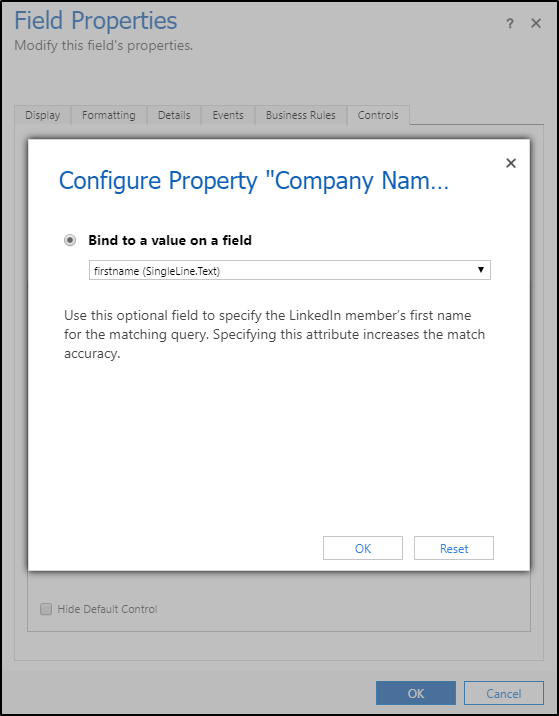 Field Properties
? ×
Modify this field's properties.
Display Formatting Details Events Business Rules Controls
×
Configure Property "Company Nam...
Bind to a value on a field
firstname (SingleLine.Text)
Use this optional field to specify the LinkedIn member's first name
for the matching query. Specifying this attribute increases the match
accuracy.
OK Reset
Hide Default Control
OK Cancel